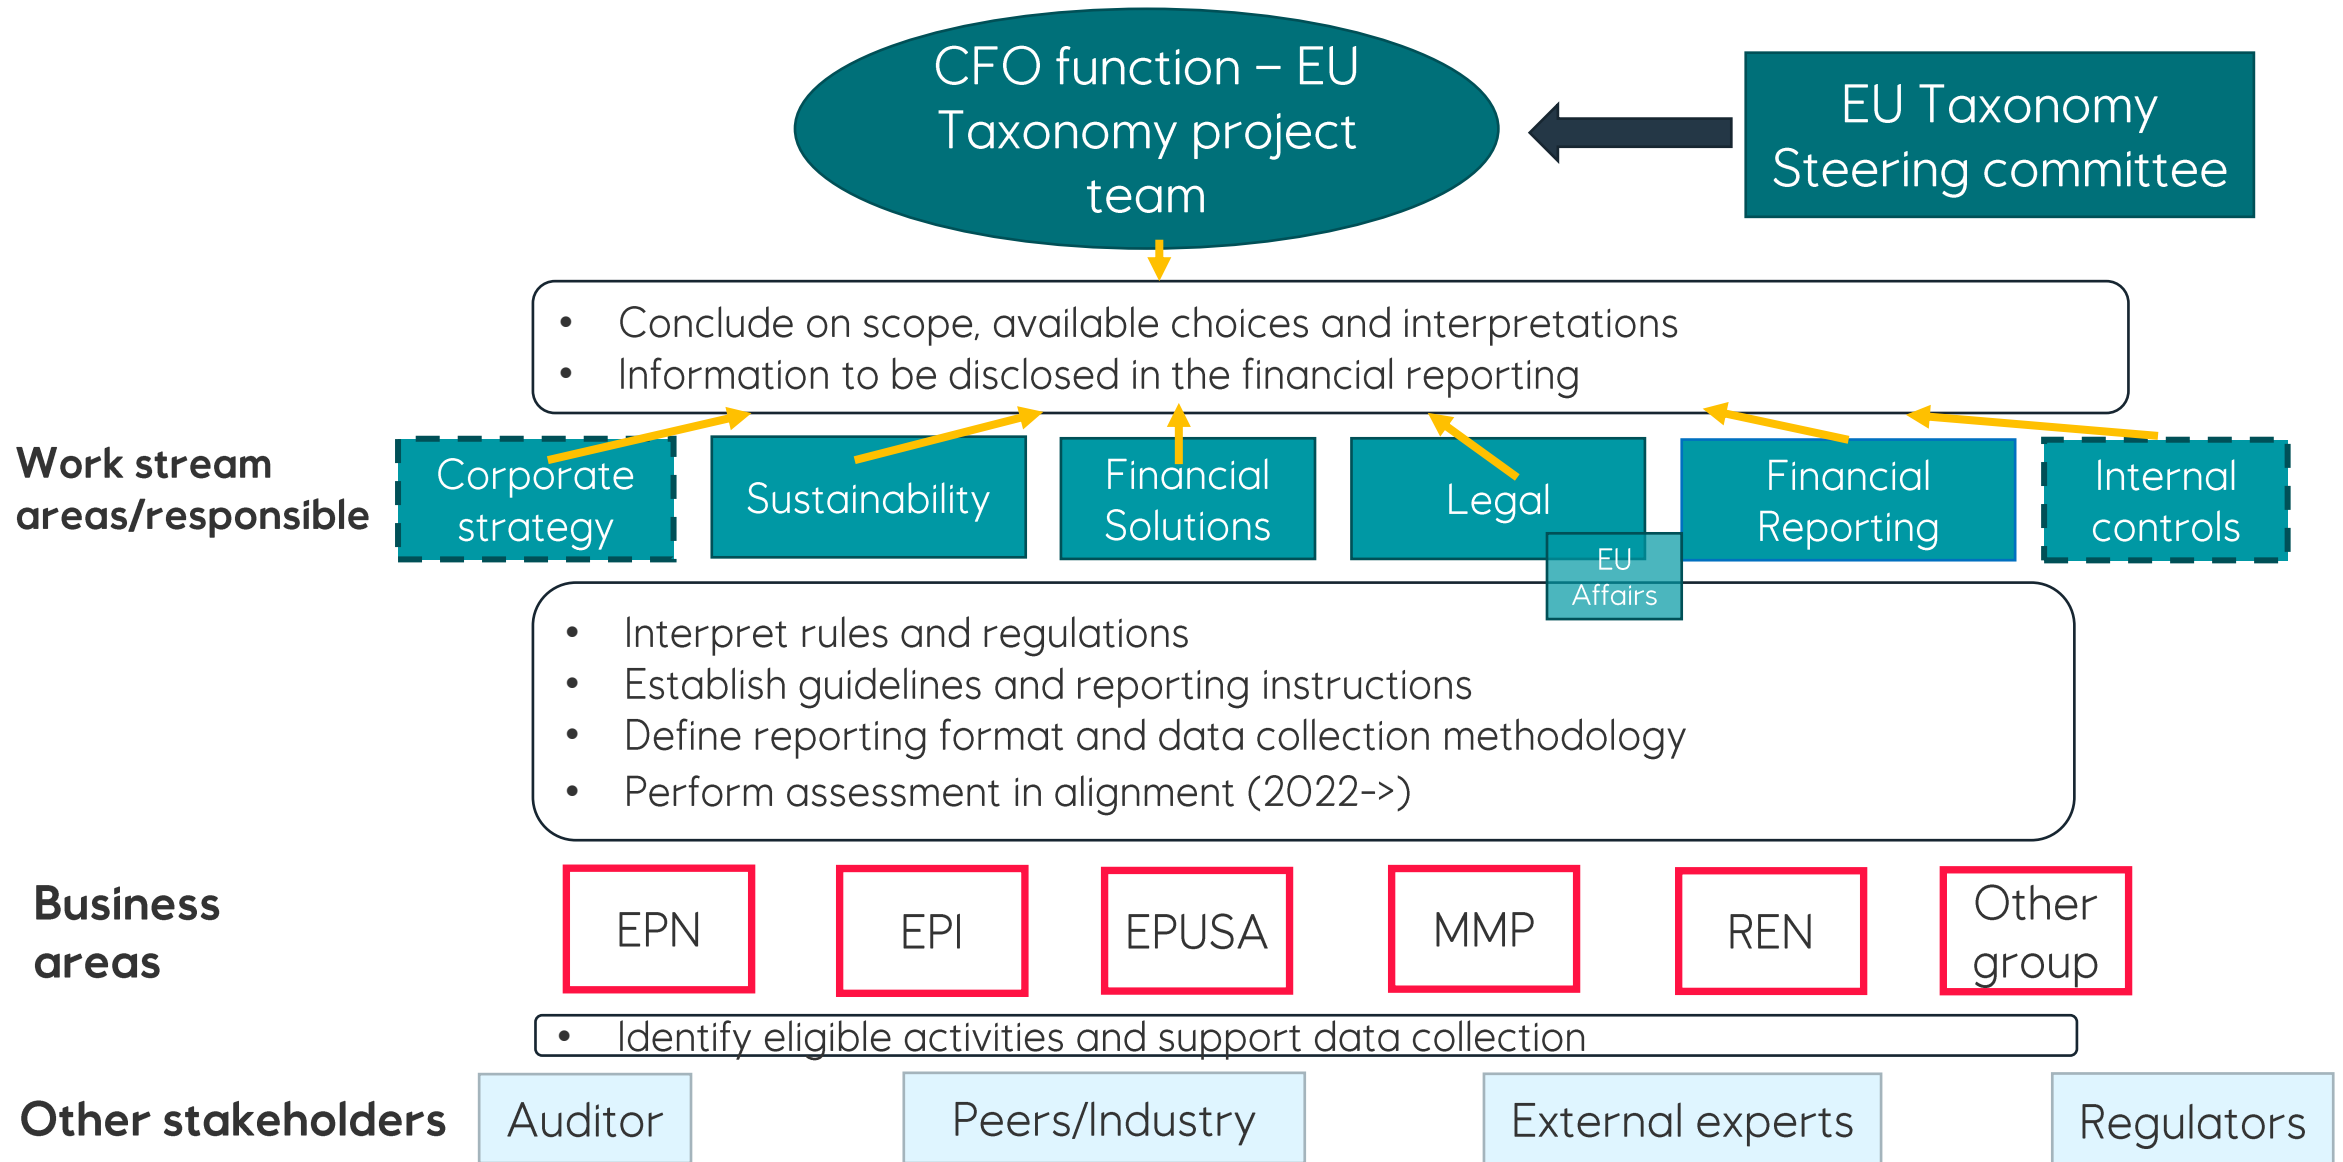 CFO function – EU
Taxonomy project
team
EU Taxonomy
Steering committee
• Conclude on scope, available choices and interpretations
• Information to be disclosed in the financial reporting
Work stream
areas/responsible
Corporate
strategy
Sustainability
Financial
Solutions
Legal
EU
Affairs
Financial
Reporting
Internal
controls
• Interpret rules and regulations
• Establish guidelines and reporting instructions
• Define reporting format and data collection methodology
• Perform assessment in alignment (2022->)
Business
areas
EPN
EPI
EPUSA
MMP
REN
Other
group
• Identify eligible activities and support data collection
Other stakeholders
Auditor
Peers/Industry
External experts
Regulators